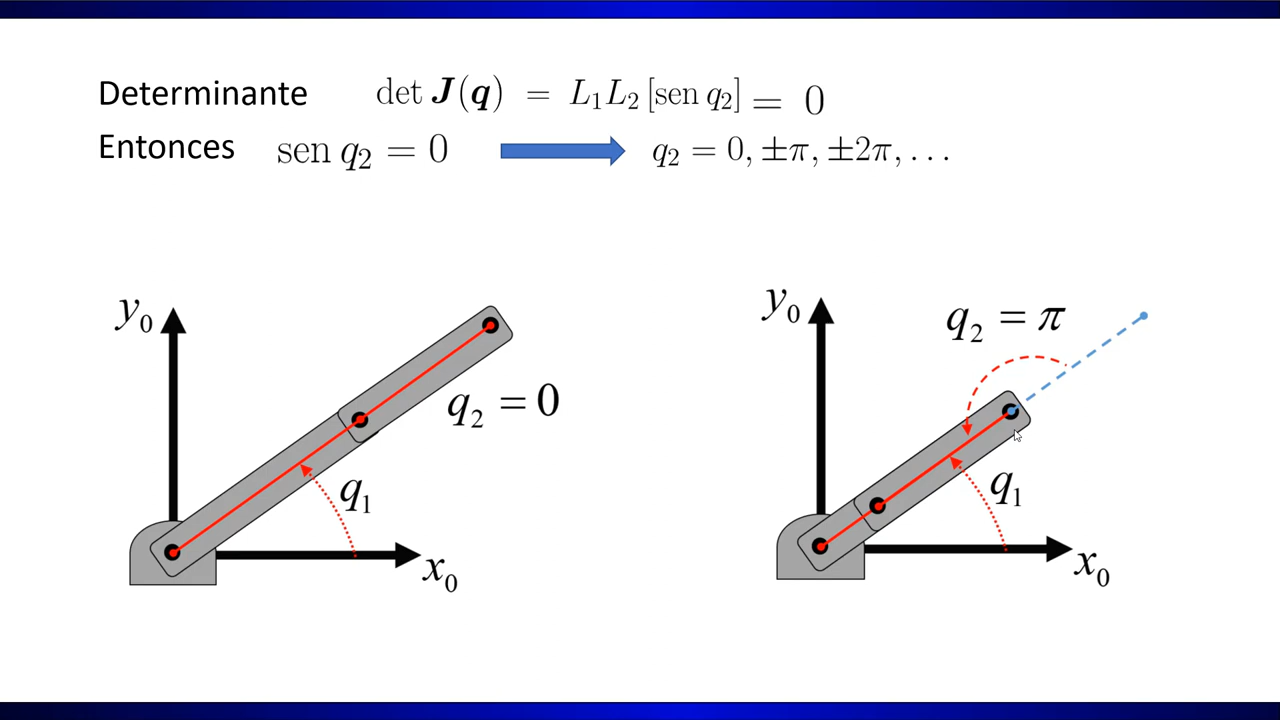 Determinante det J(q) = L₁L₂ [sen q₂] = 0
Entonces sen q₂ = 0 q₂ = 0, ±π, ±2π, ...
y₀
q₂ = 0
q₁
x₀
y₀
q₂ = π
q₁
x₀